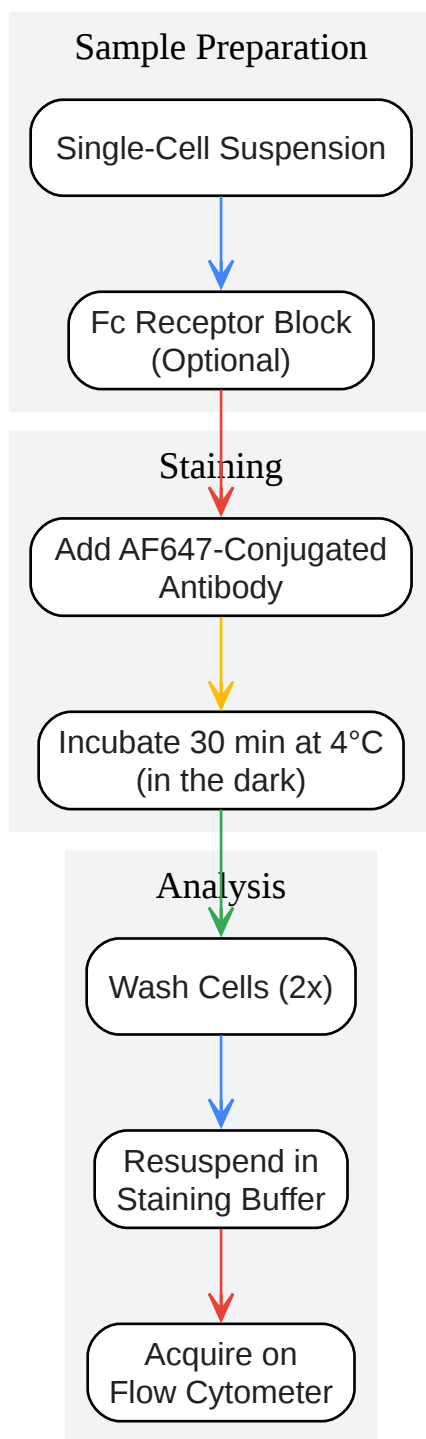 Sample Preparation
Single-Cell Suspension
Fc Receptor Block
(Optional)
Staining
Add AF647-Conjugated
Antibody
Incubate 30 min at 4°C
(in the dark)
Analysis
Wash Cells (2x)
Resuspend in
Staining Buffer
Acquire on
Flow Cytometer